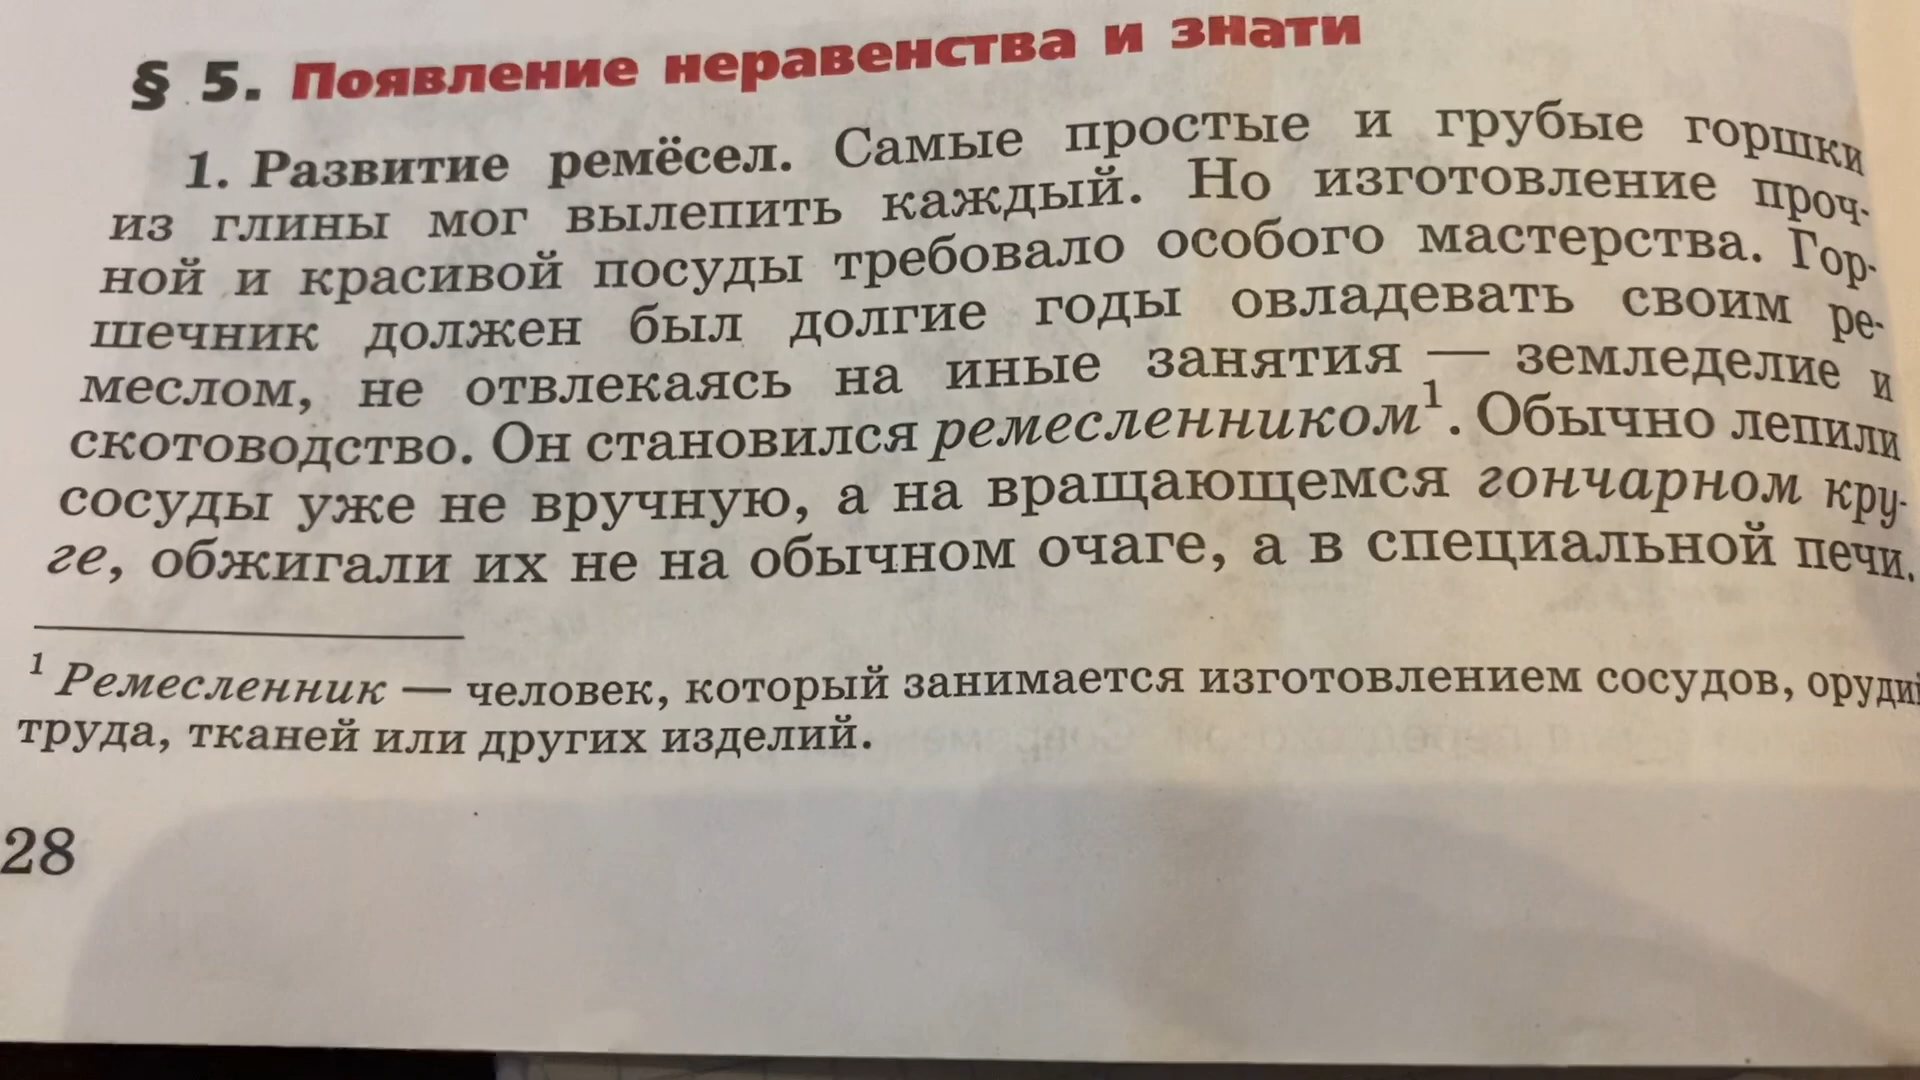 § 5. Появление неравенства и знати
1. Развитие ремёсел. Самые простые и грубые горшки
из глины мог вылепить каждый. Но изготовление проч-
ной и красивой посуды требовало особого мастерства. Гор-
шечник должен был долгие годы овладевать своим ре-
меслом, не отвлекаясь на иные занятия — земледелие и
скотоводство. Он становился ремесленником¹. Обычно лепили
сосуды уже не вручную, а на вращающемся гончарном кру-
ге, обжигали их не на обычном очаге, а в специальной печи.
¹ Ремесленник — человек, который занимается изготовлением сосудов, орудий
труда, тканей или других изделий.
28